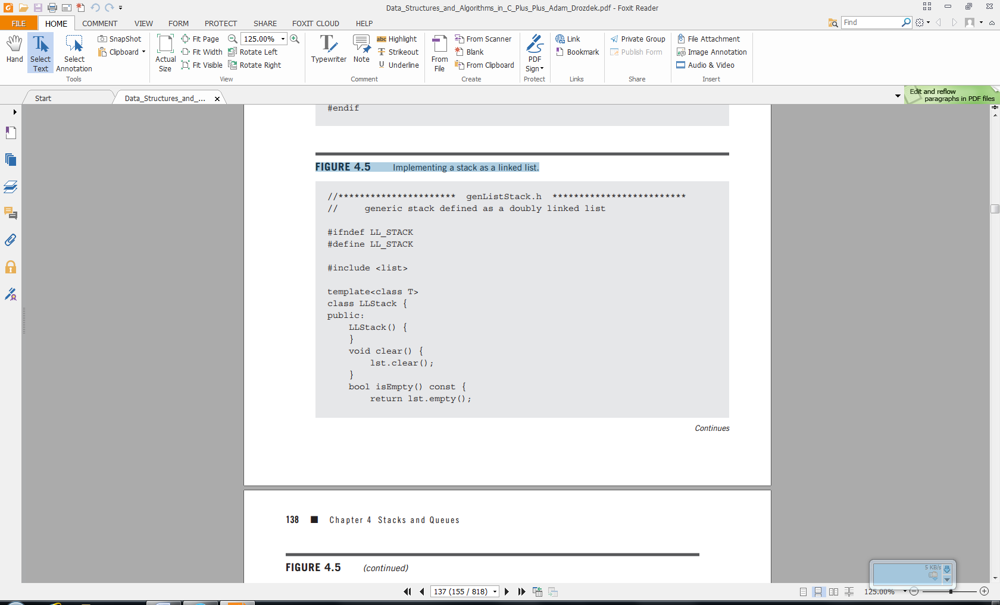 Data_Structures_and_Algorithms_in_C_Plus_Plus_Adam_Drozdek.pdf - Foxit Reader
FILE HOME COMMENT VIEW FORM PROTECT SHARE FOXIT CLOUD HELP Find
Hand
Select Text
Select Annotation
SnapShot
Clipboard
Tools
Actual Size
Fit Page
Fit Width
Fit Visible
125.00%
Rotate Left
Rotate Right
View
Typewriter
Note
abc Highlight
T Strikeout
U Underline
Comment
From File
From Scanner
Blank
From Clipboard
Create
PDF Sign
Protect
Link
Bookmark
Links
Private Group
Publish Form
Share
File Attachment
Image Annotation
Audio & Video
Insert
Start
Data_Structures_and_...
Edit and reflow
paragraphs in PDF files
#endif
FIGURE 4.5 Implementing a stack as a linked list.
//********************** genListStack.h *************************
// generic stack defined as a doubly linked list
#ifndef LL_STACK
#define LL_STACK
#include <list>
template<class T>
class LLStack {
public:
LLStack() {
}
void clear() {
lst.clear();
}
bool isEmpty() const {
return lst.empty();
Continues
138 ■ Chapter 4 Stacks and Queues
FIGURE 4.5 (continued)
5 KB/s
137 (155 / 818)
125.00%